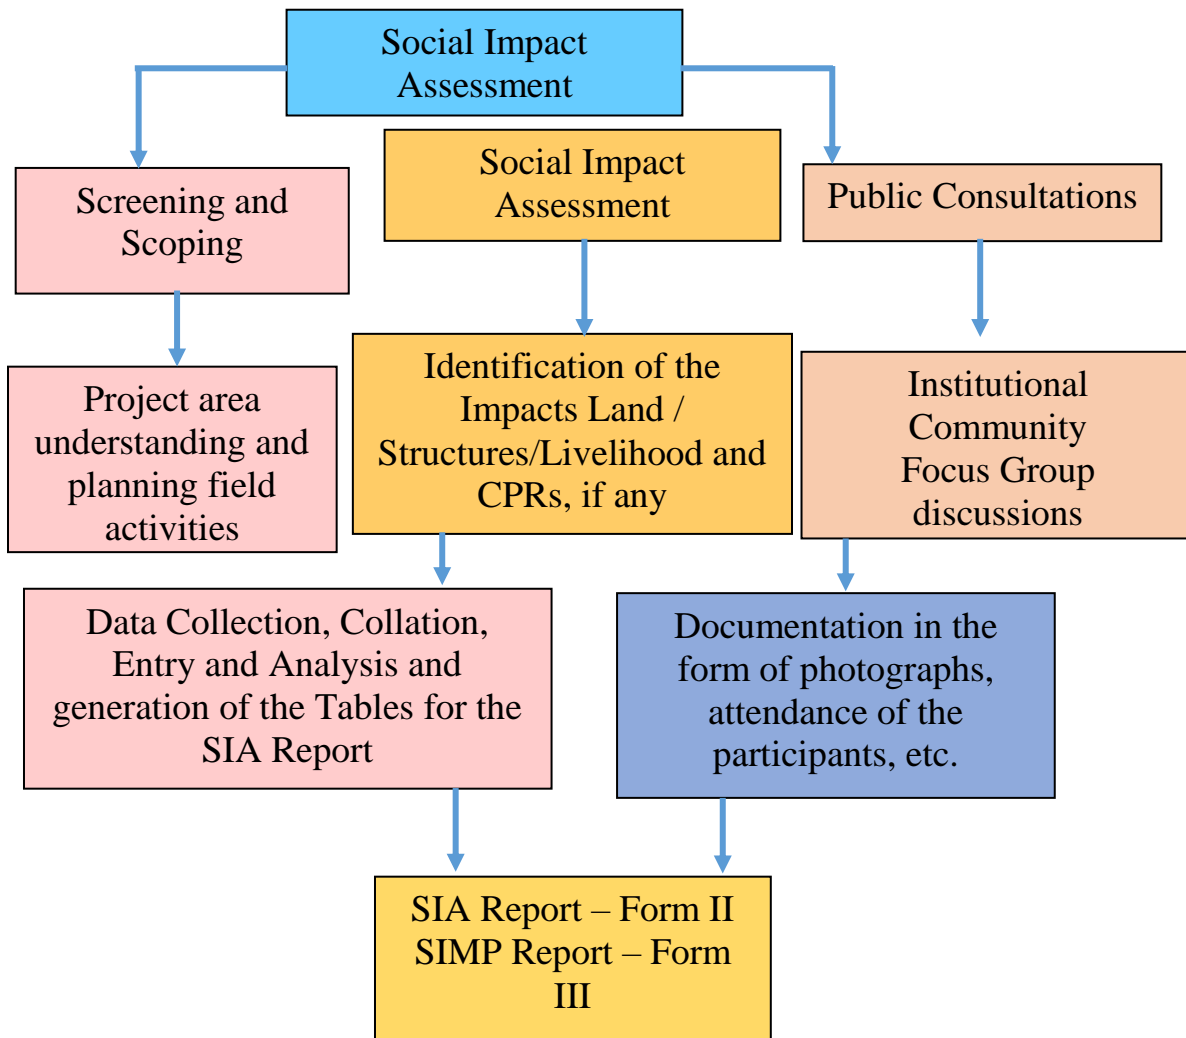 Social Impact
Assessment
Social Impact
Assessment
Screening and
Scoping
Public Consultations
Identification of the
Impacts Land /
Structures/Livelihood and
CPRs, if any
Project area
understanding and
planning field
activities
Institutional
Community
Focus Group
discussions
Data Collection, Collation,
Entry and Analysis and
generation of the Tables for the
SIA Report
Documentation in the
form of photographs,
attendance of the
participants, etc.
SIA Report – Form II
SIMP Report – Form
III